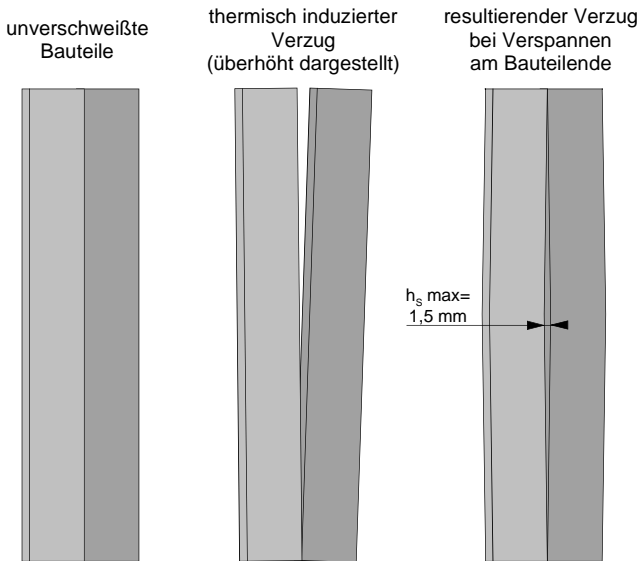 unverschweißte
Bauteile
thermisch induzierter
Verzug
(überhöht dargestellt)
resultierender Verzug
bei Verspannen
am Bauteilende
hs max=
1,5 mm